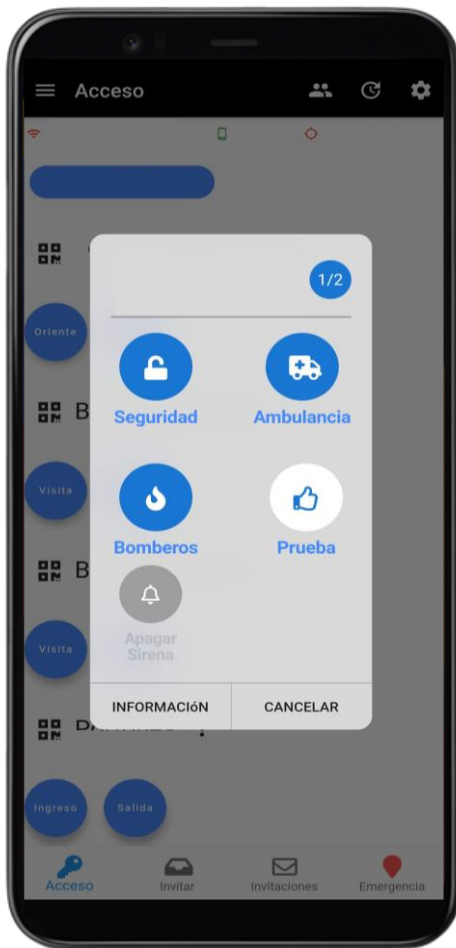 Acceso
1/2
Oriente
B
Seguridad
Ambulancia
Visita
Bomberos
Prueba
B
Visita
Apagar
Sirena
INFORMACIóN
CANCELAR
Ingreso
Salida
Acceso
Invitar
Invitaciones
Emergencia